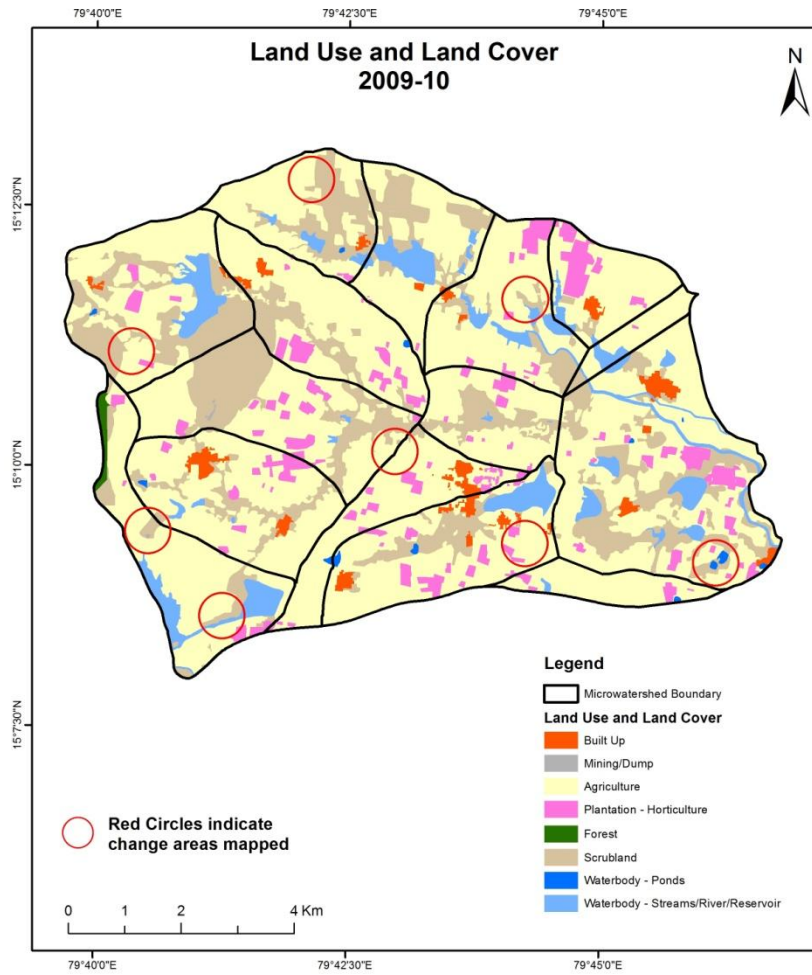 79°40'0"E 79°42'30"E 79°45'0"E
Land Use and Land Cover
2009-10
N
15°12'30"N
15°10'0"N
15°7'30"N
Legend
Microwatershed Boundary
Land Use and Land Cover
Built Up
Mining/Dump
Agriculture
Plantation - Horticulture
Forest
Scrubland
Waterbody - Ponds
Waterbody - Streams/River/Reservoir
Red Circles indicate
change areas mapped
0 1 2 4 Km
79°40'0"E 79°42'30"E 79°45'0"E